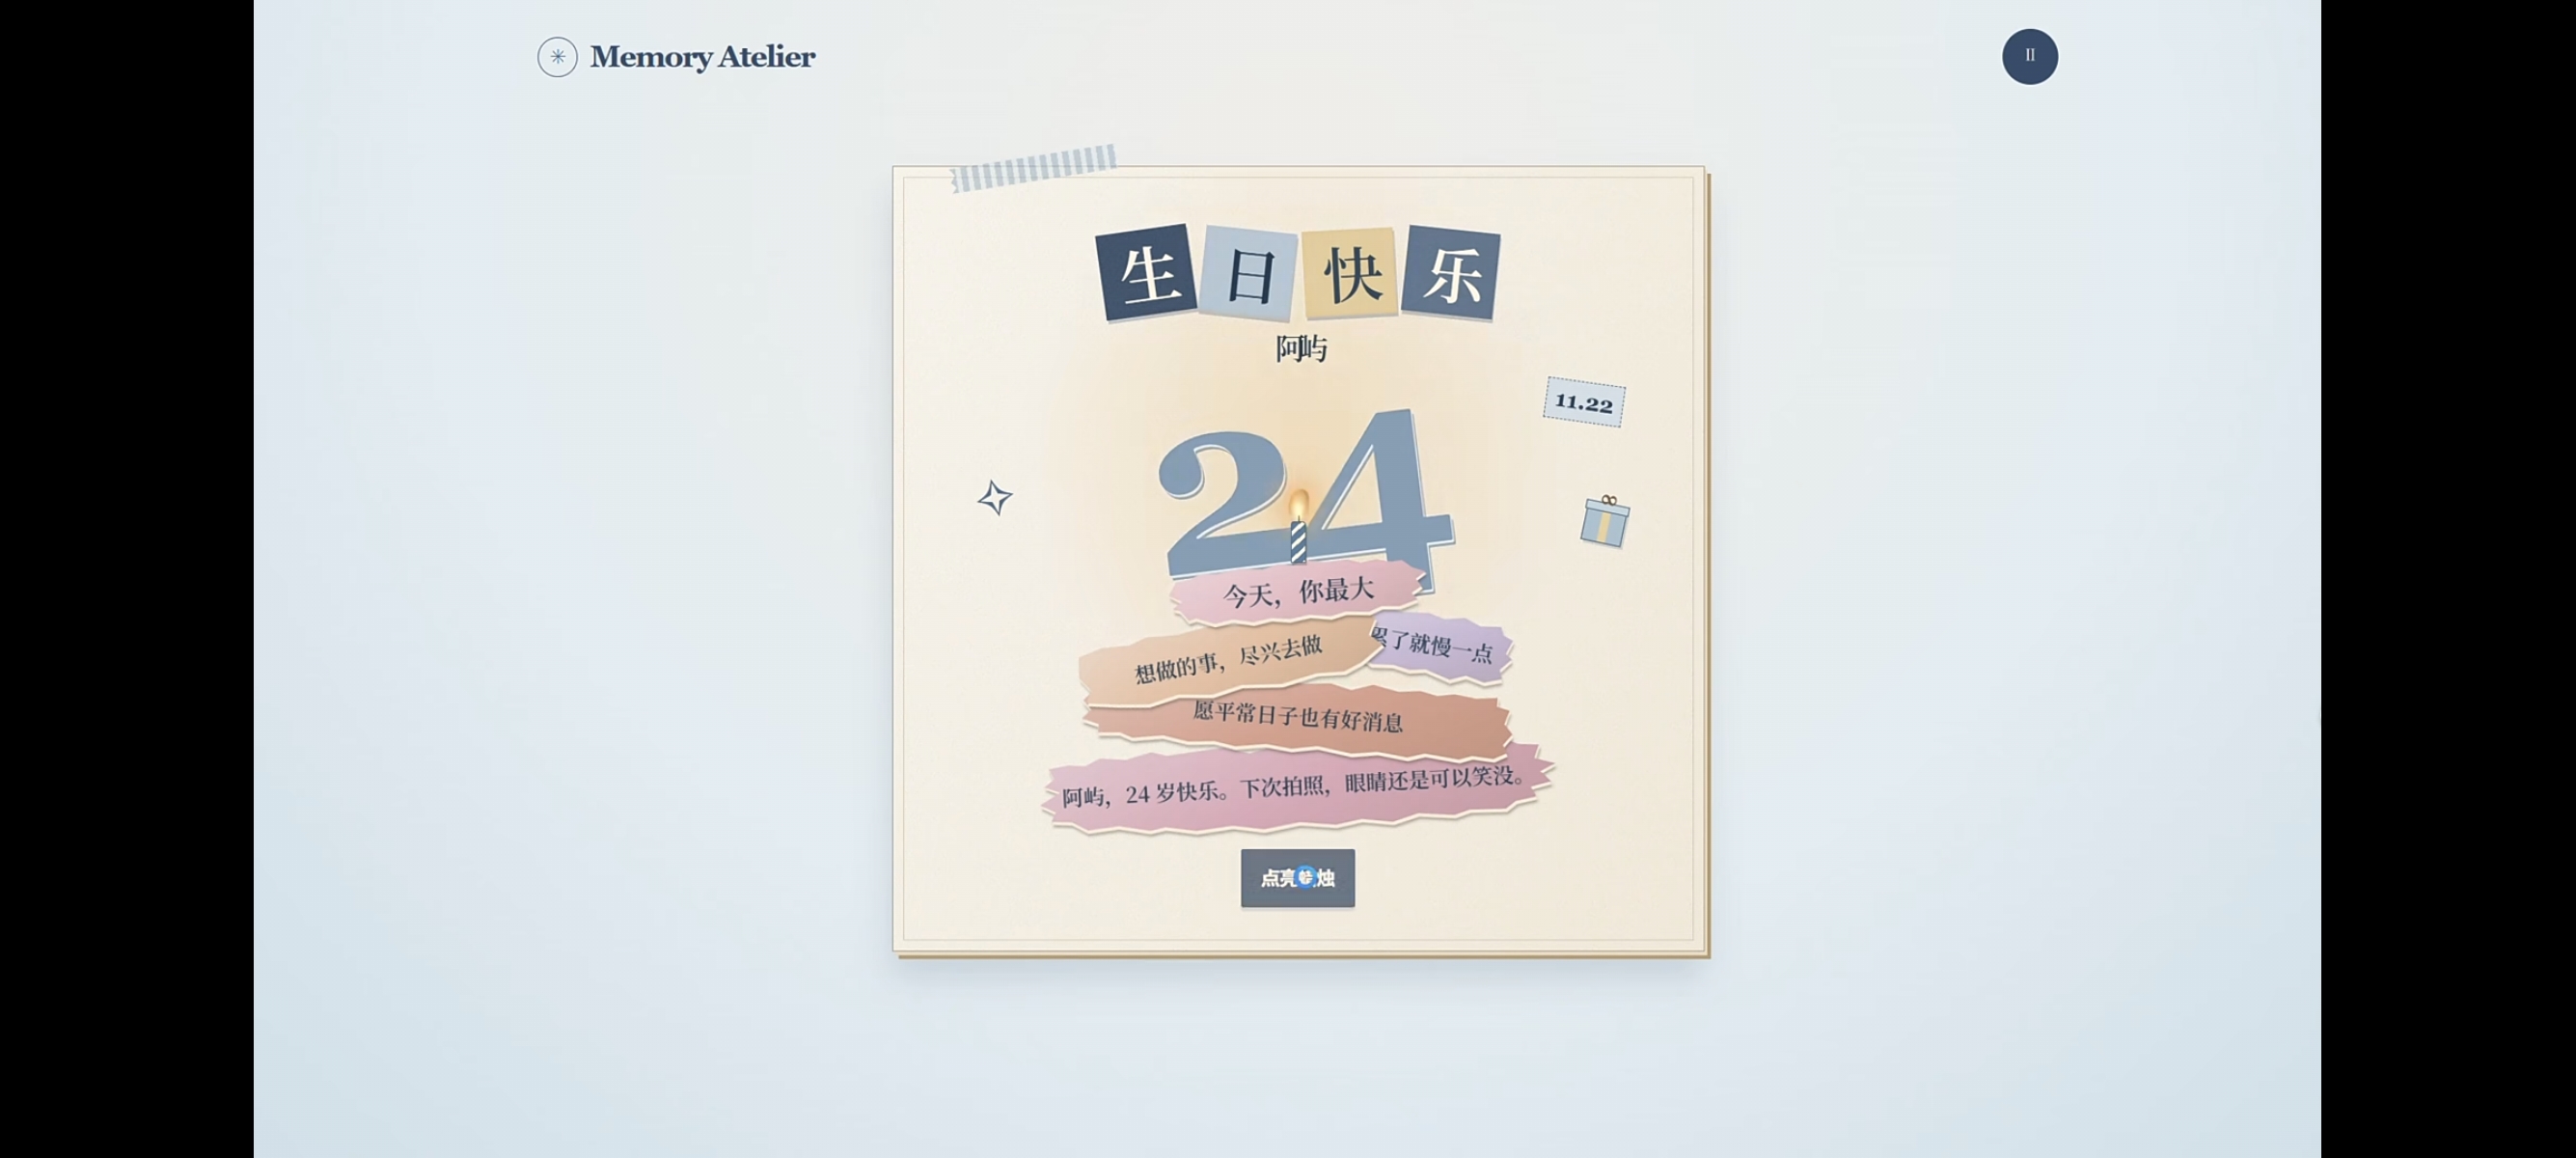 Memory Atelier
II
生日快乐
阿屿
11.22
24
今天，你最大
想做的事，尽兴去做
累了就慢一点
愿平常日子也有好消息
阿屿，24 岁快乐。下次拍照，眼睛还是可以笑没。
点亮蜡烛